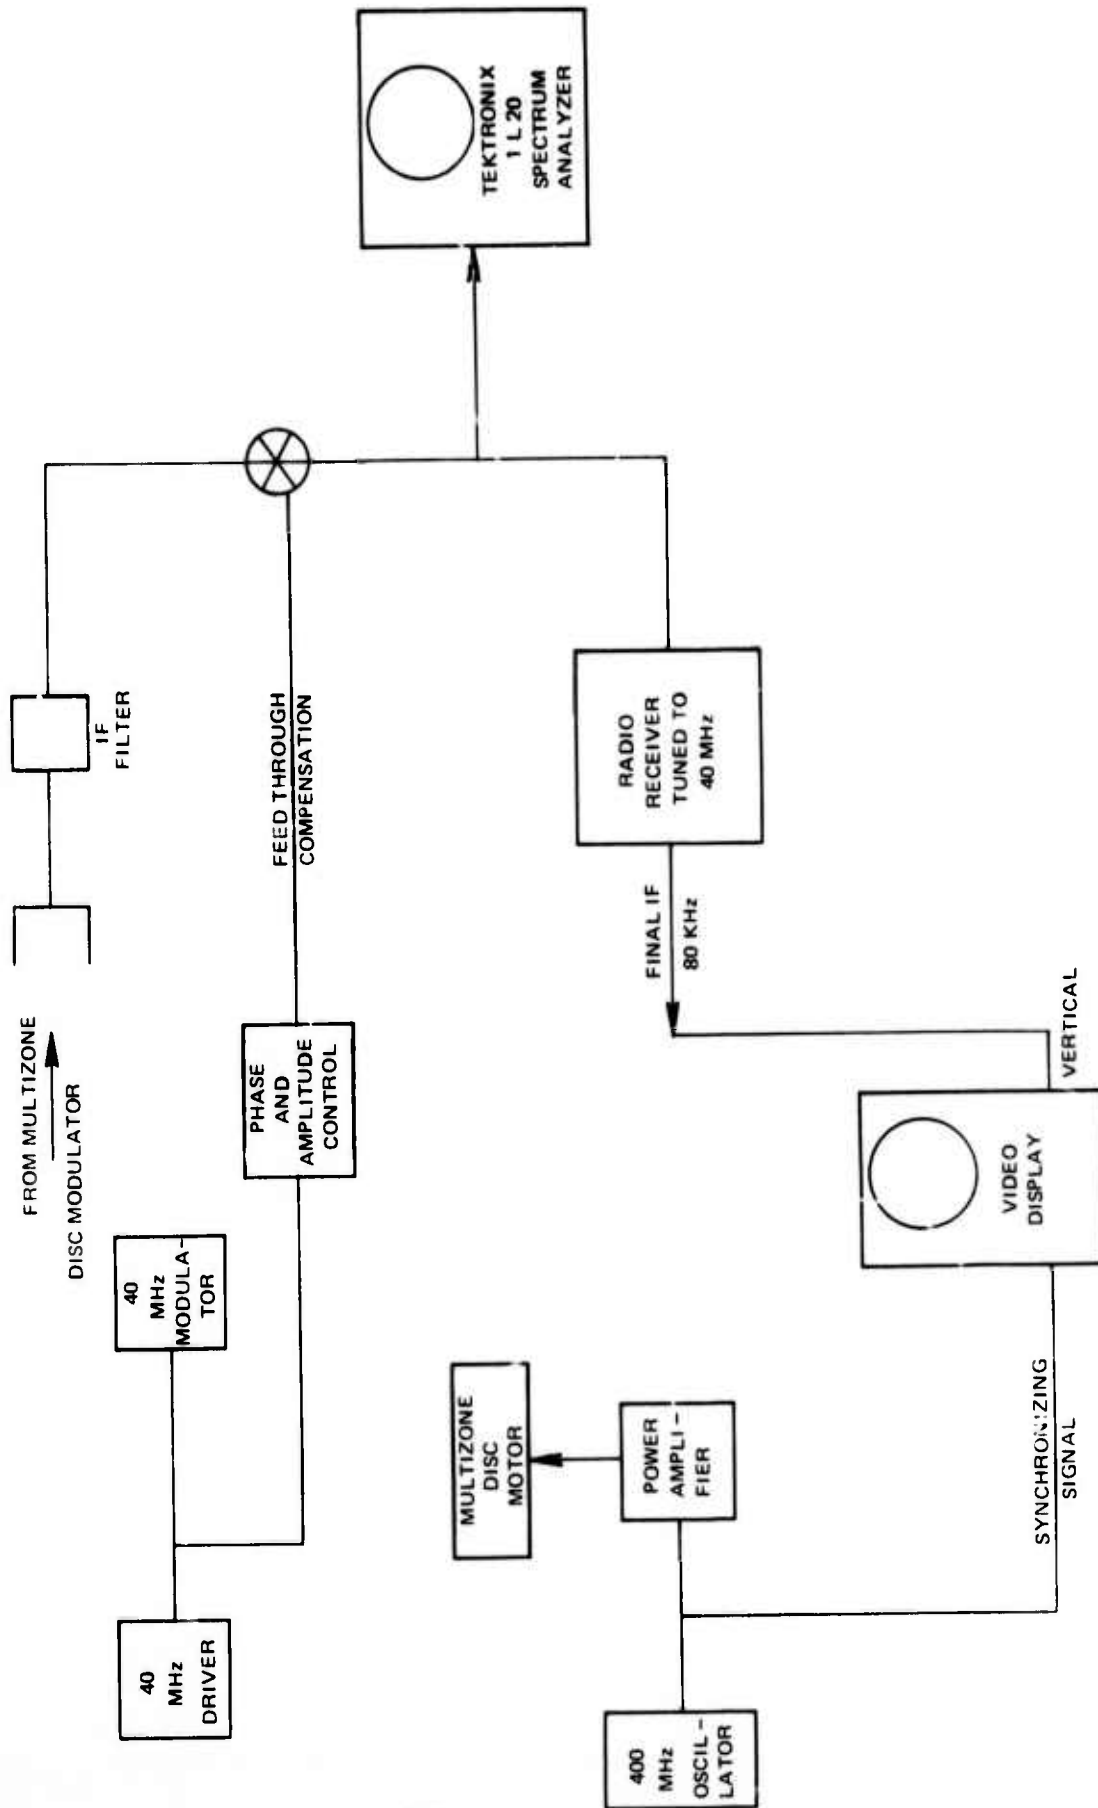 FROM MULTIZONE
DISC MODULATOR
IF
FILTER
TEKTRONIX
1 L 20
SPECTRUM
ANALYZER
40
MHz
DRIVER
40
MHz
MODULA-
TOR
PHASE
AND
AMPLITUDE
CONTROL
FEED THROUGH
COMPENSATION
MULTIZONE
DISC
MOTOR
POWER
AMPLI-
FIER
400
MHz
OSCIL-
LATOR
SYNCHRONIZING
SIGNAL
VIDEO
DISPLAY
VERTICAL
FINAL IF
80 KHz
RADIO
RECEIVER
TUNED TO
40 MHz